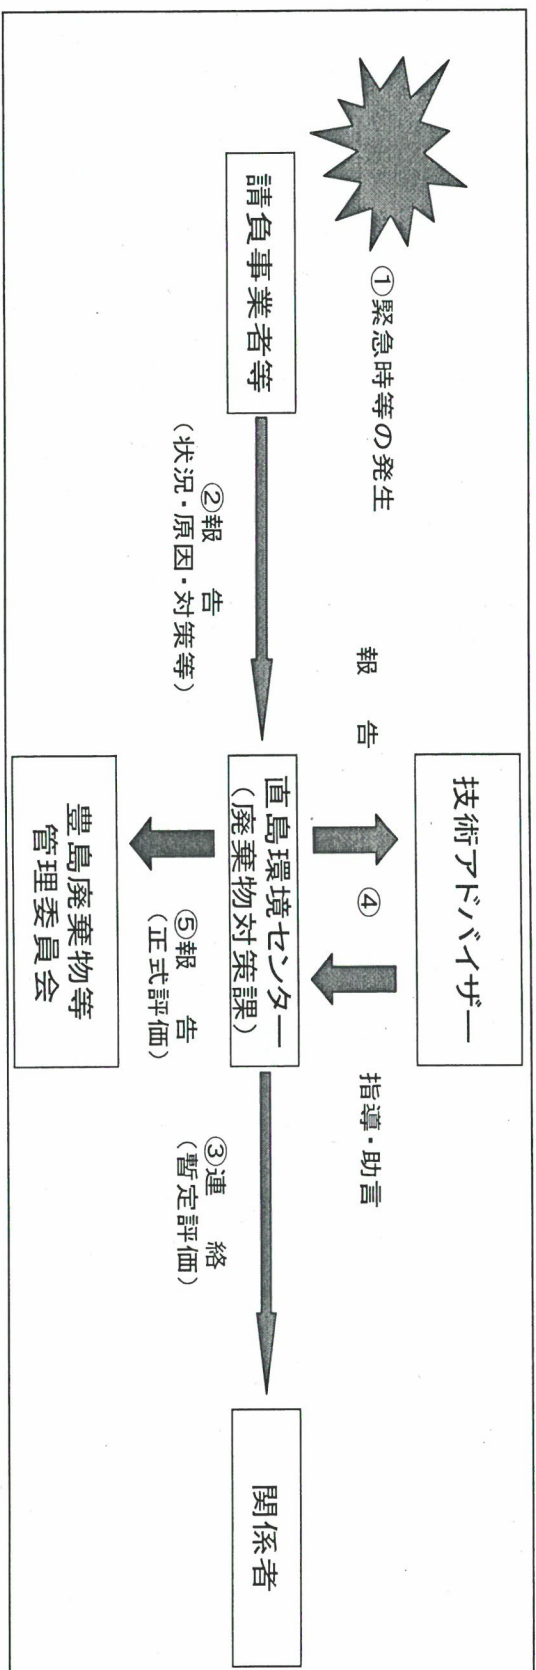 ①緊急時等の発生
請負事業者等
②報　告
（状況・原因・対策等）
技術アドバイザー
報　告
④
指導・助言
直島環境センター
（廃棄物対策課）
③連　絡
（暫定評価）
関係者
⑤報　告
（正式評価）
豊島廃棄物等
管理委員会